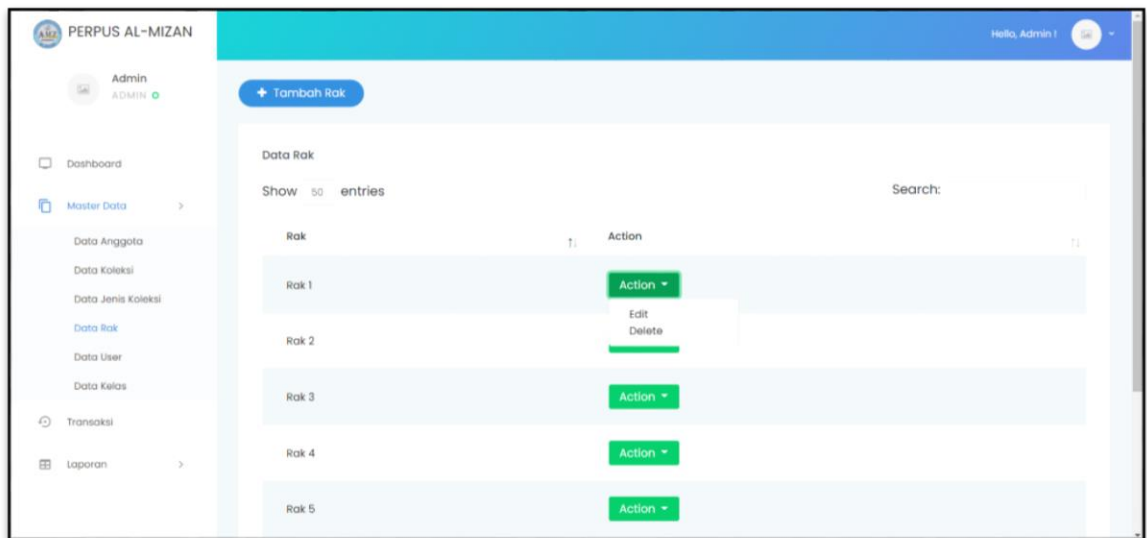 PERPUS AL-MIZAN
Hello, Admin !
Admin
ADMIN
+ Tambah Rak
Dashboard
Master Data
Data Anggota
Data Koleksi
Data Jenis Koleksi
Data Rak
Data User
Data Kelas
Transaksi
Laporan
Data Rak
Show 50 entries
Search:
Rak Action
Rak 1 Action
Edit
Delete
Rak 2
Rak 3 Action
Rak 4 Action
Rak 5 Action